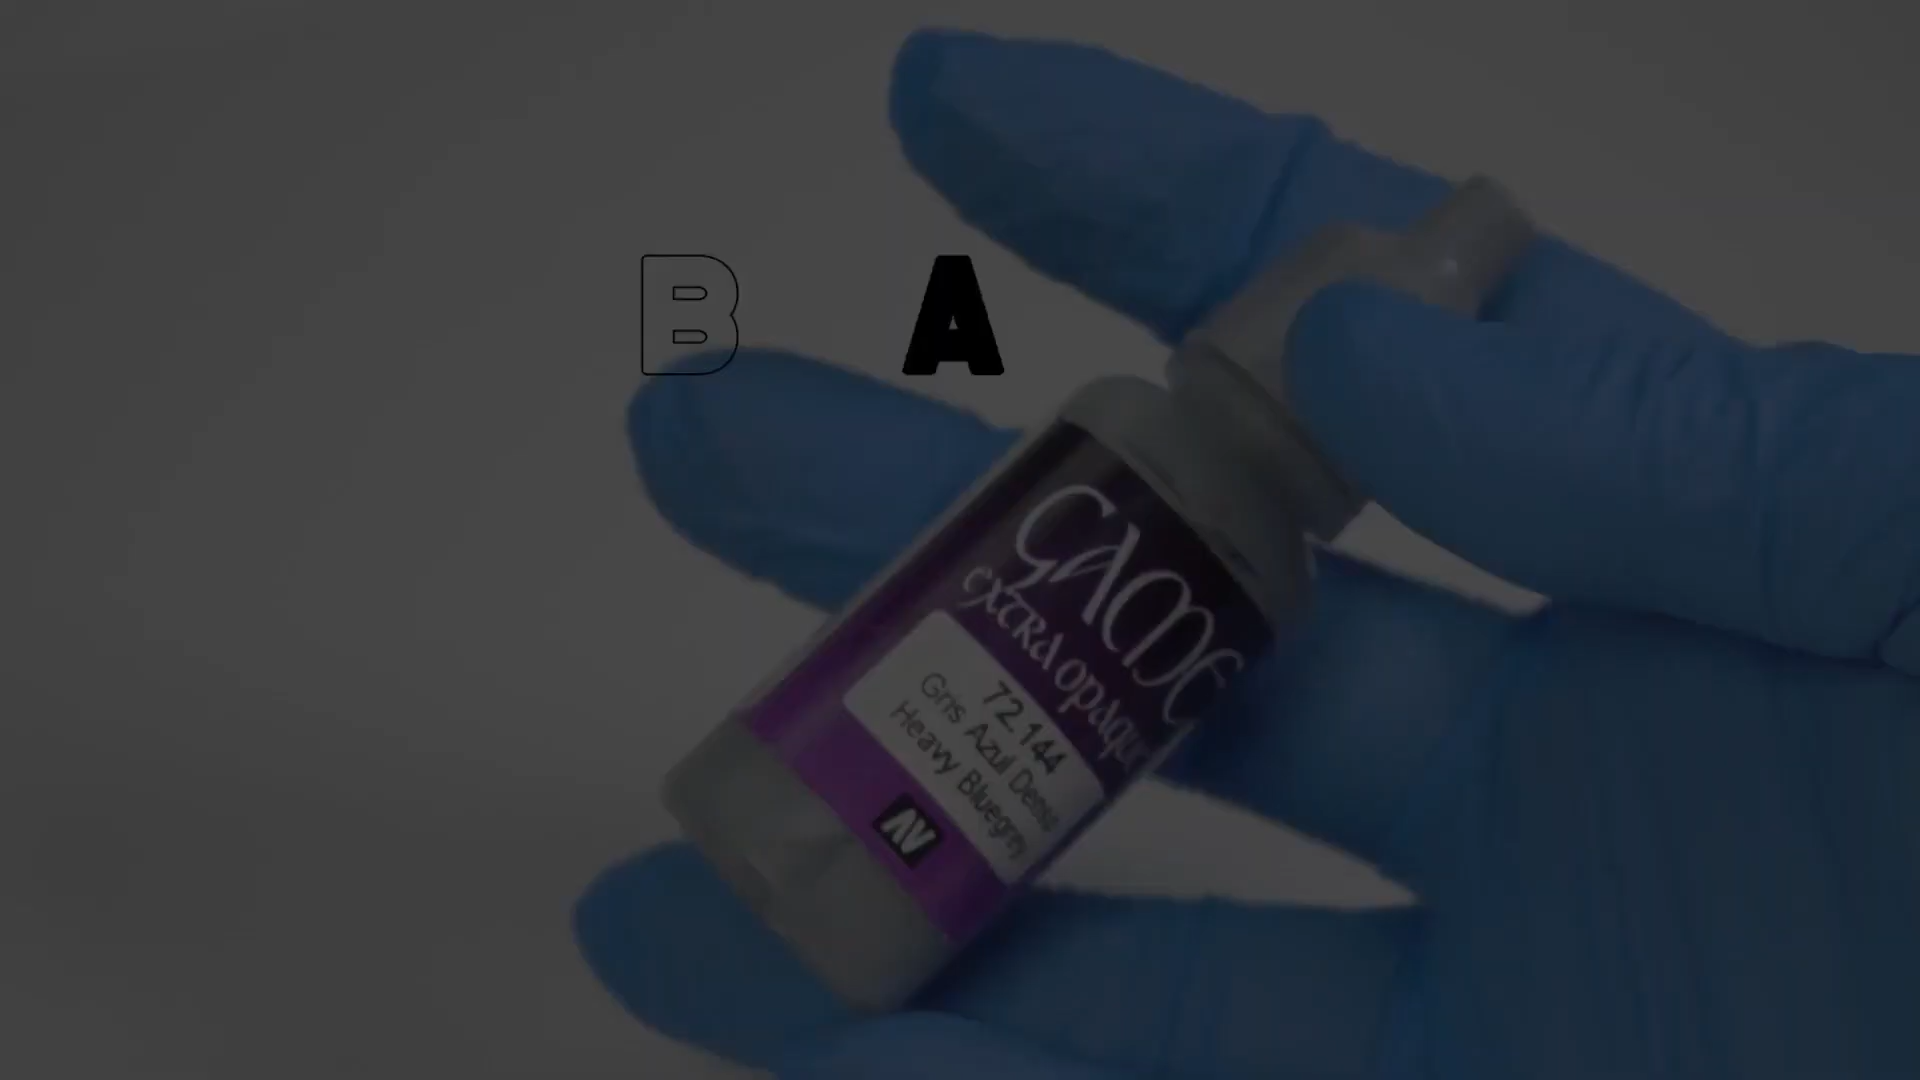 B A
GAME
extra opaque
72.144
Gris Azul Denso
Heavy Bluegrey
AV